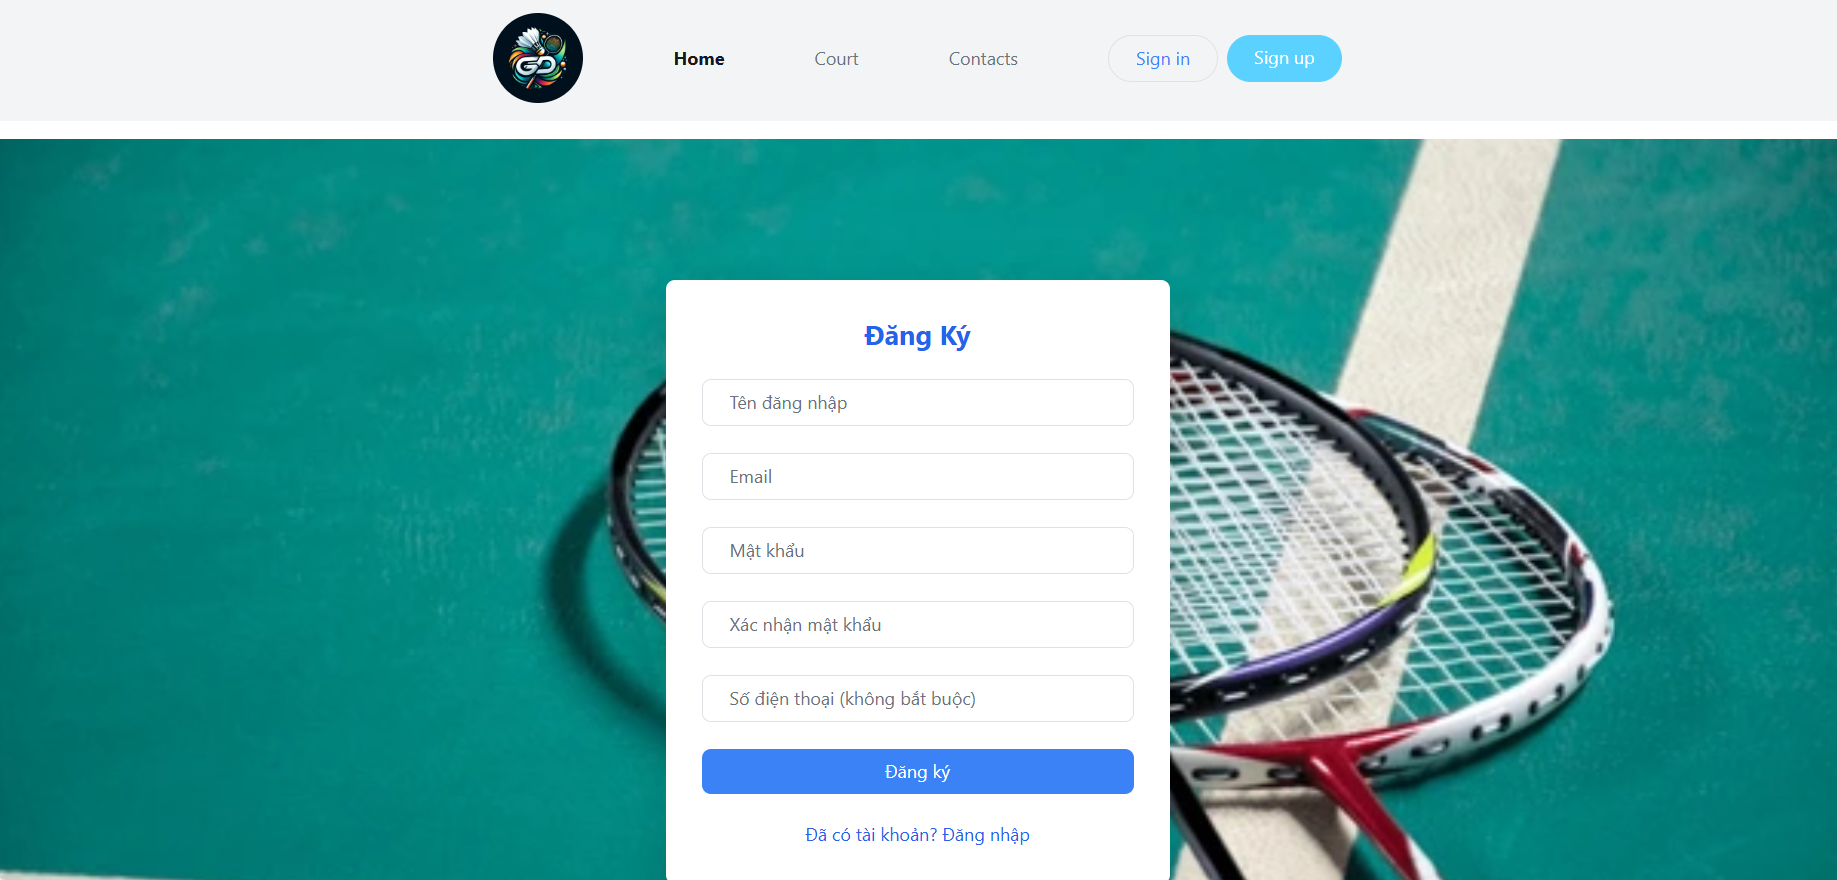 GD
Home
Court
Contacts
Sign in
Sign up
Đăng Ký
Tên đăng nhập
Email
Mật khẩu
Xác nhận mật khẩu
Số điện thoại (không bắt buộc)
Đăng ký
Đã có tài khoản? Đăng nhập